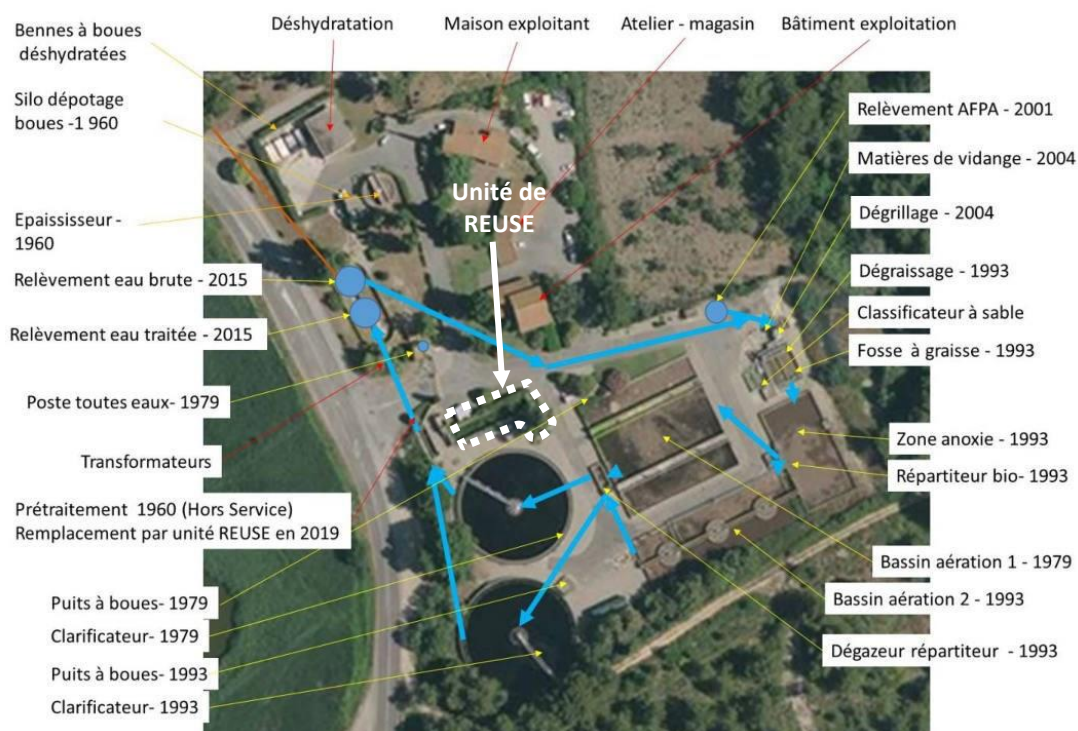 Bennes à boues
déshydratées
Déshydratation
Maison exploitant
Atelier - magasin
Bâtiment exploitation
Silo dépotage
boues -1 960
Relèvement AFPA - 2001
Matières de vidange - 2004
Unité de
REUSE
Epaississeur -
1960
Dégrillage - 2004
Relèvement eau brute - 2015
Dégraissage - 1993
Classificateur à sable
Relèvement eau traitée - 2015
Fosse à graisse - 1993
Poste toutes eaux- 1979
Zone anoxie - 1993
Transformateurs
Répartiteur bio- 1993
Prétraitement 1960 (Hors Service)
Remplacement par unité REUSE en 2019
Bassin aération 1 - 1979
Puits à boues- 1979
Bassin aération 2 - 1993
Clarificateur- 1979
Dégazeur répartiteur - 1993
Puits à boues- 1993
Clarificateur- 1993